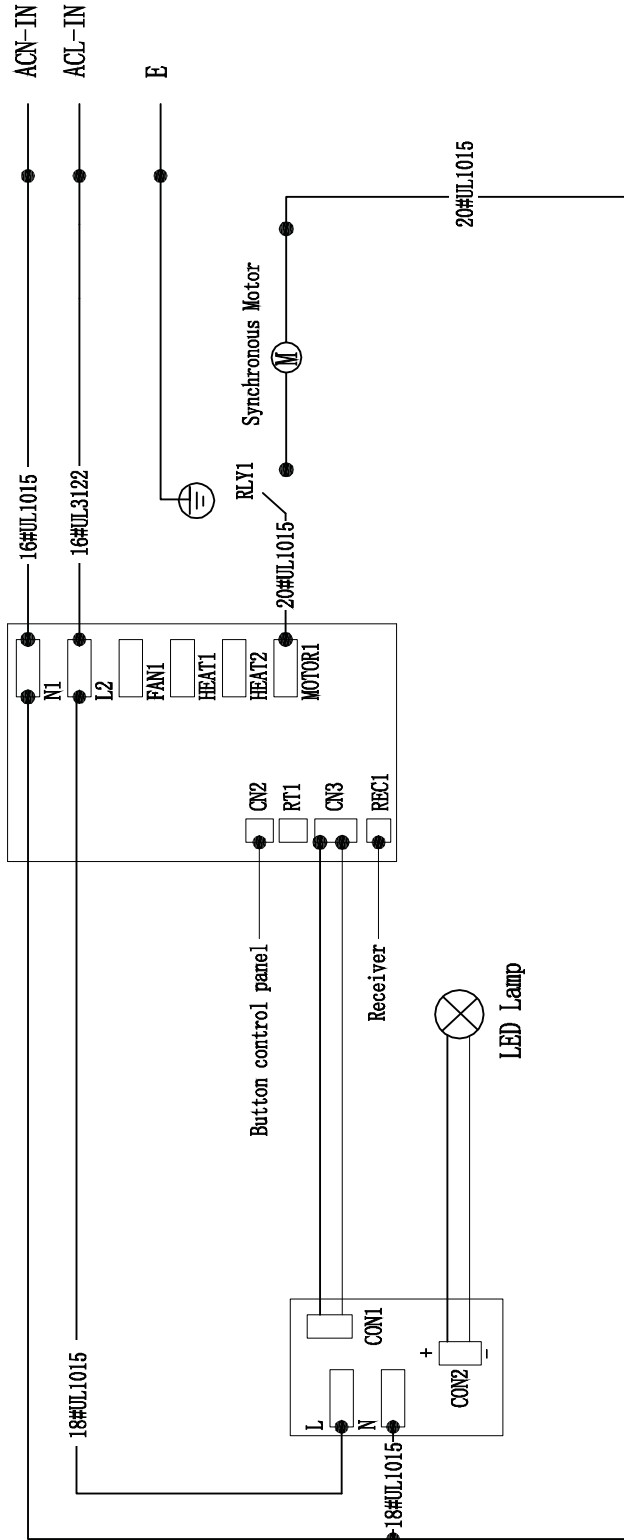 ACN-IN
ACL-IN
E
16#UL1015
16#UL3122
20#UL1015
Synchronous Motor
M
RLY1
20#UL1015
N1
L2
FAN1
HEAT1
HEAT2
MOTOR1
CN2
RT1
CN3
REC1
Button control panel
Receiver
LED Lamp
18#UL1015
CON1
L
N
+
-
CON2
18#UL1015